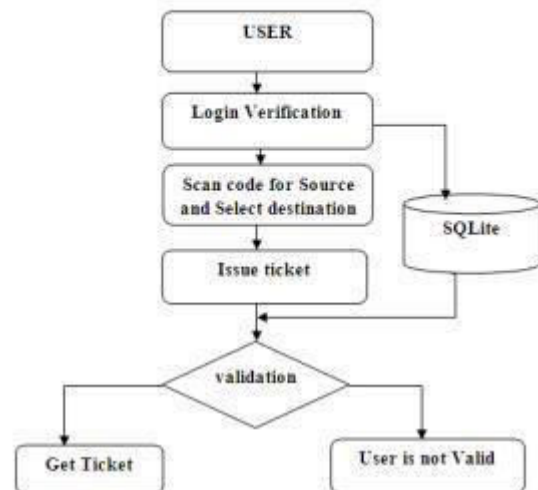 USER
Login Verification
Scan code for Source
and Select destination
SQLite
Issue ticket
validation
Get Ticket
User is not Valid